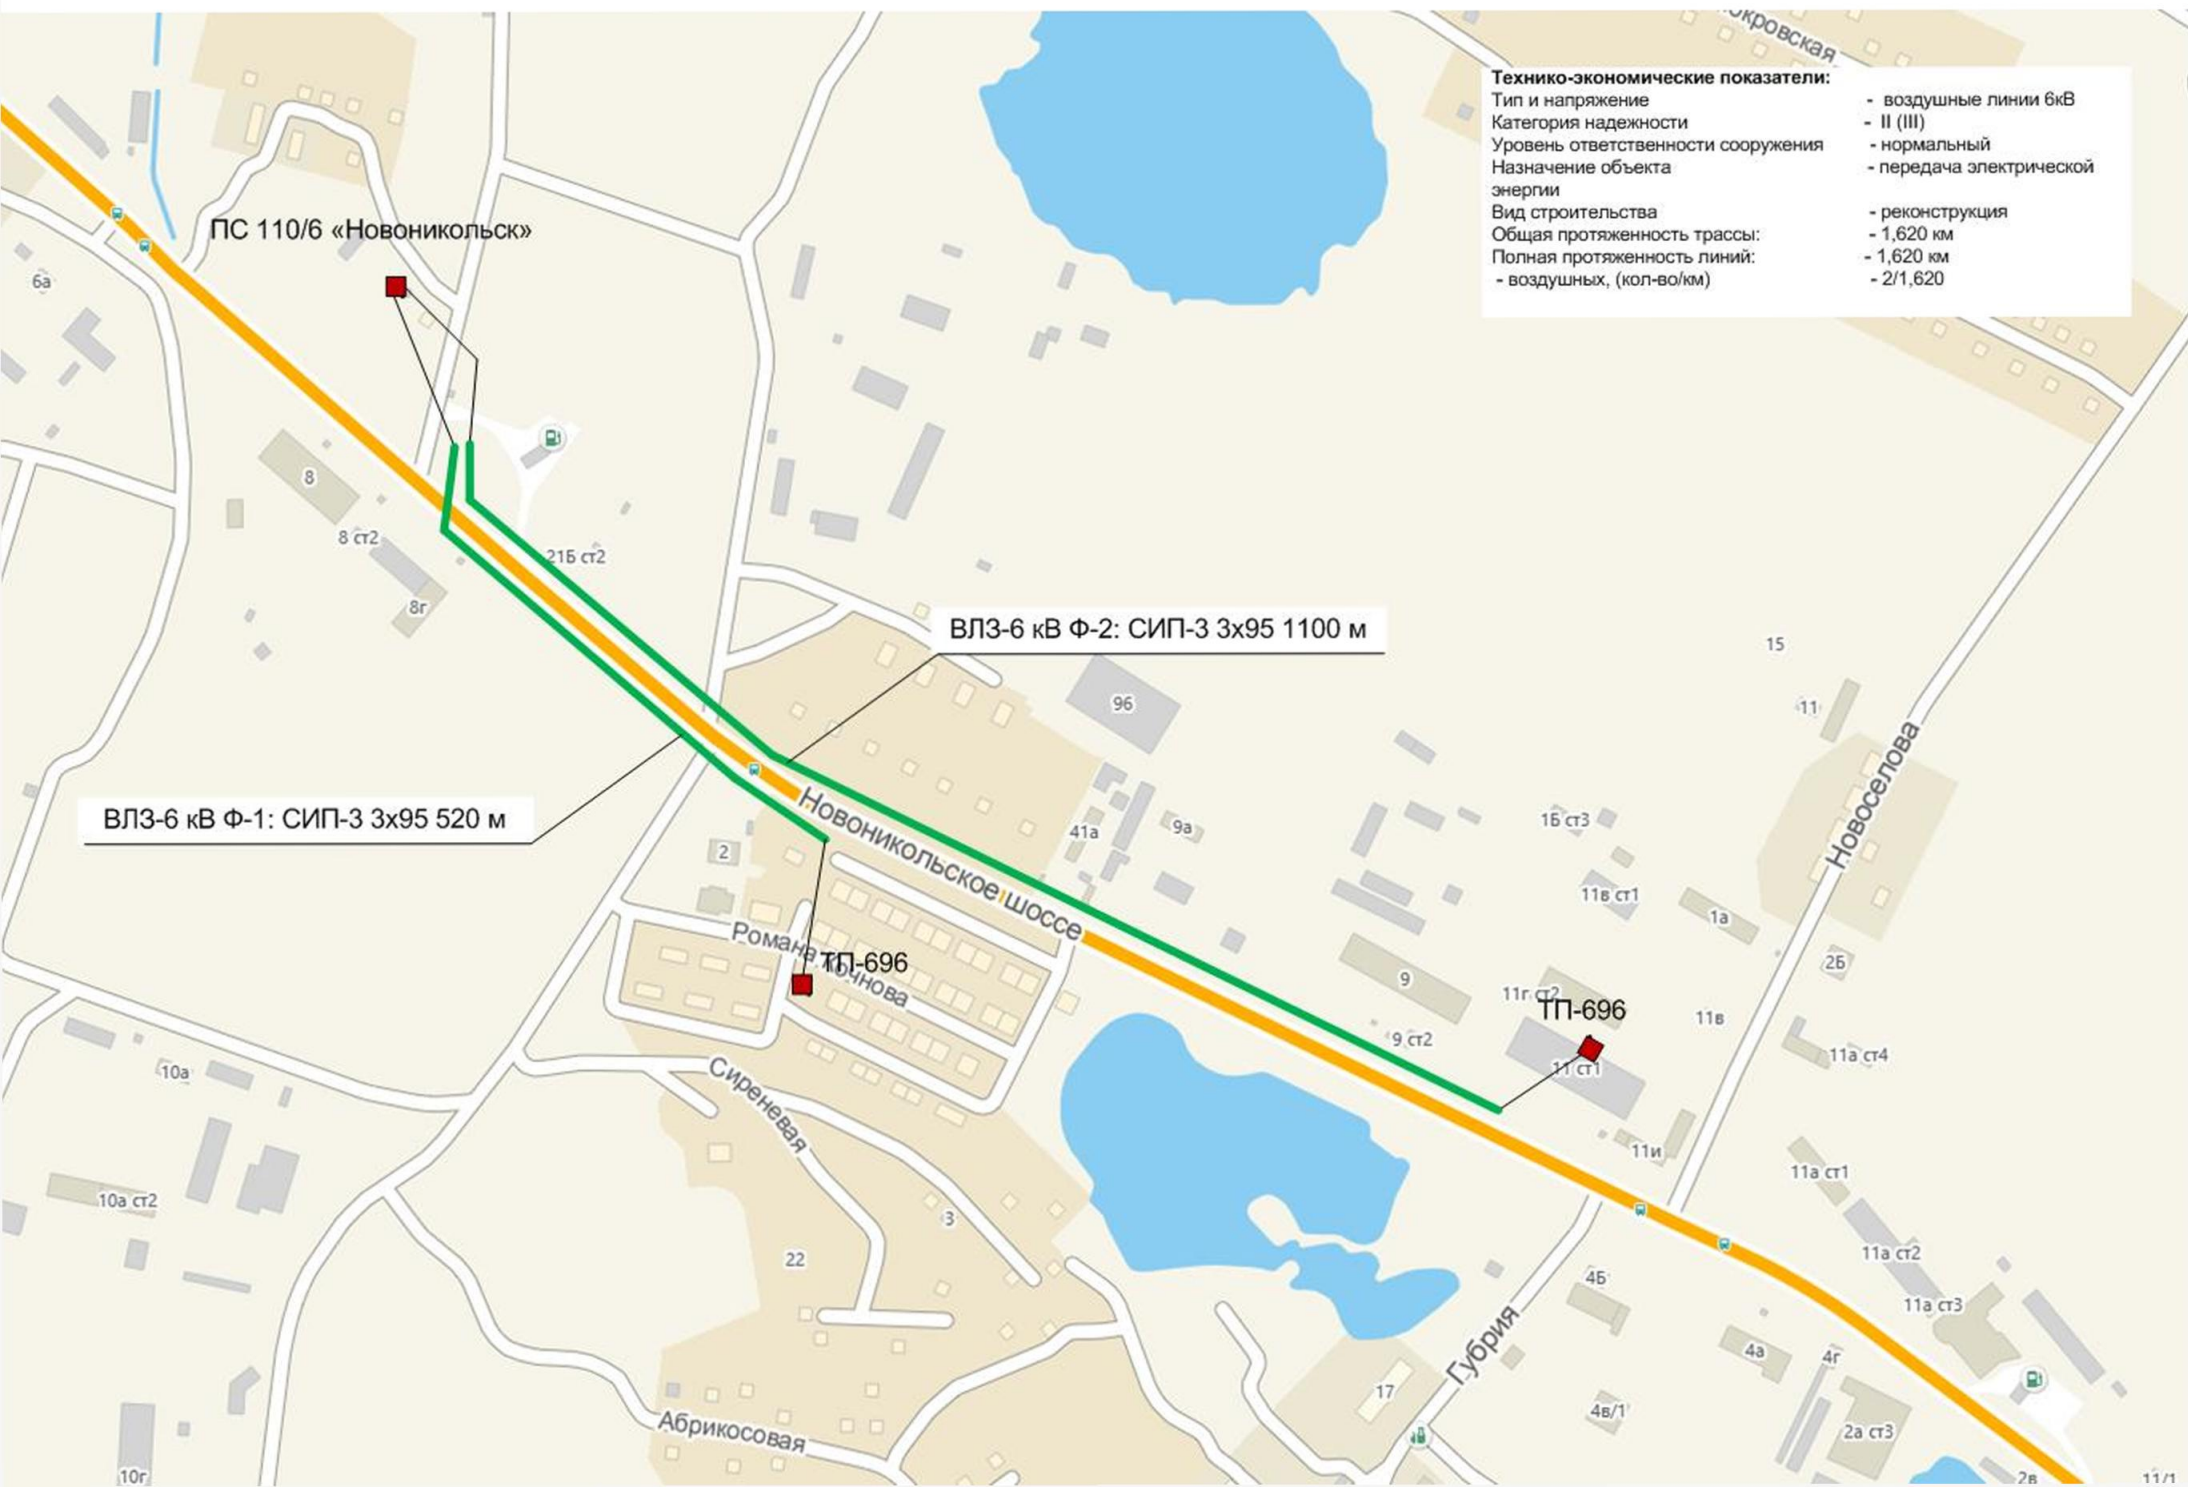 Технико-экономические показатели:
Тип и напряжение - воздушные линии 6кВ
Категория надежности - II (III)
Уровень ответственности сооружения - нормальный
Назначение объекта - передача электрической
энергии
Вид строительства - реконструкция
Общая протяженность трассы: - 1,620 км
Полная протяженность линий: - 1,620 км
- воздушных, (кол-во/км) - 2/1,620
ПС 110/6 «Новоникольск»
6а
8
8 ст2
21Б ст2
8г
ВЛЗ-6 кВ Ф-2: СИП-3 3х95 1100 м
15
96
11
Новоселова
ВЛЗ-6 кВ Ф-1: СИП-3 3х95 520 м
Новоникольское шоссе
41а
9а
1Б ст3
2
11в ст1
1а
Романа
ТП-696
2Б
9
11г ст2
ТП-696
11в
9 ст2
11а ст4
11 ст1
10а
Сиреневая
11и
11а ст1
10а ст2
3
22
11а ст2
4Б
11а ст3
Губрия
4а
4г
17
4в/1
2а ст3
Абрикосовая
10г
2в
11/1